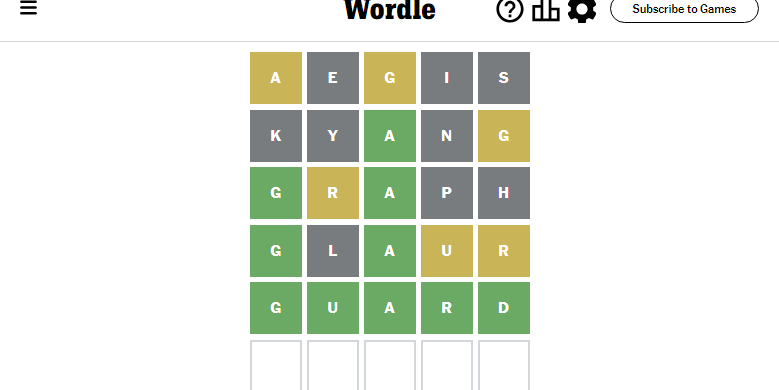 Wordle
Subscribe to Games
A E G I S
K Y A N G
G R A P H
G L A U R
G U A R D